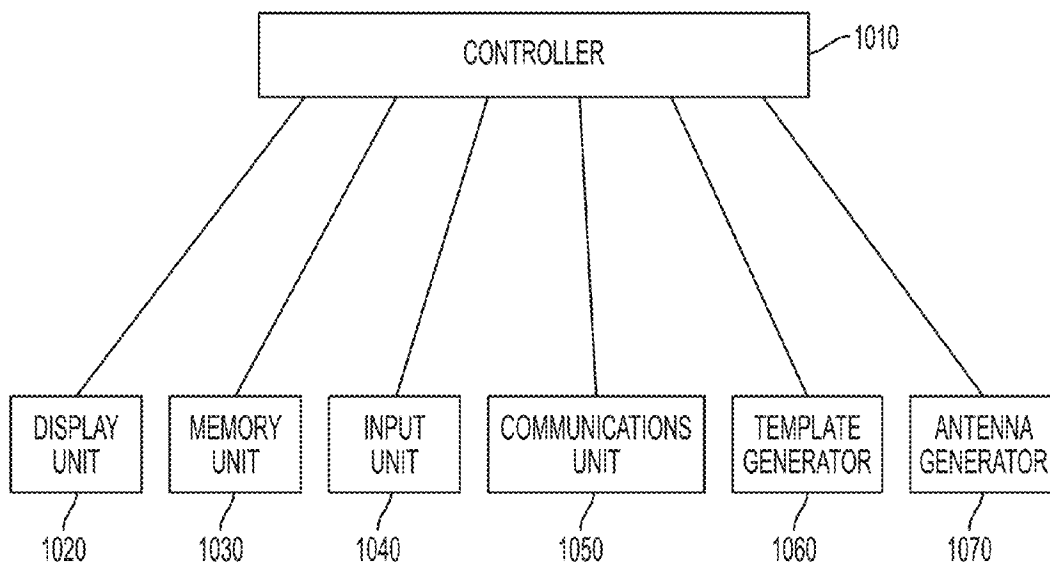 CONTROLLER
1010
DISPLAY
UNIT
MEMORY
UNIT
INPUT
UNIT
COMMUNICATIONS
UNIT
TEMPLATE
GENERATOR
ANTENNA
GENERATOR
1020
1030
1040
1050
1060
1070